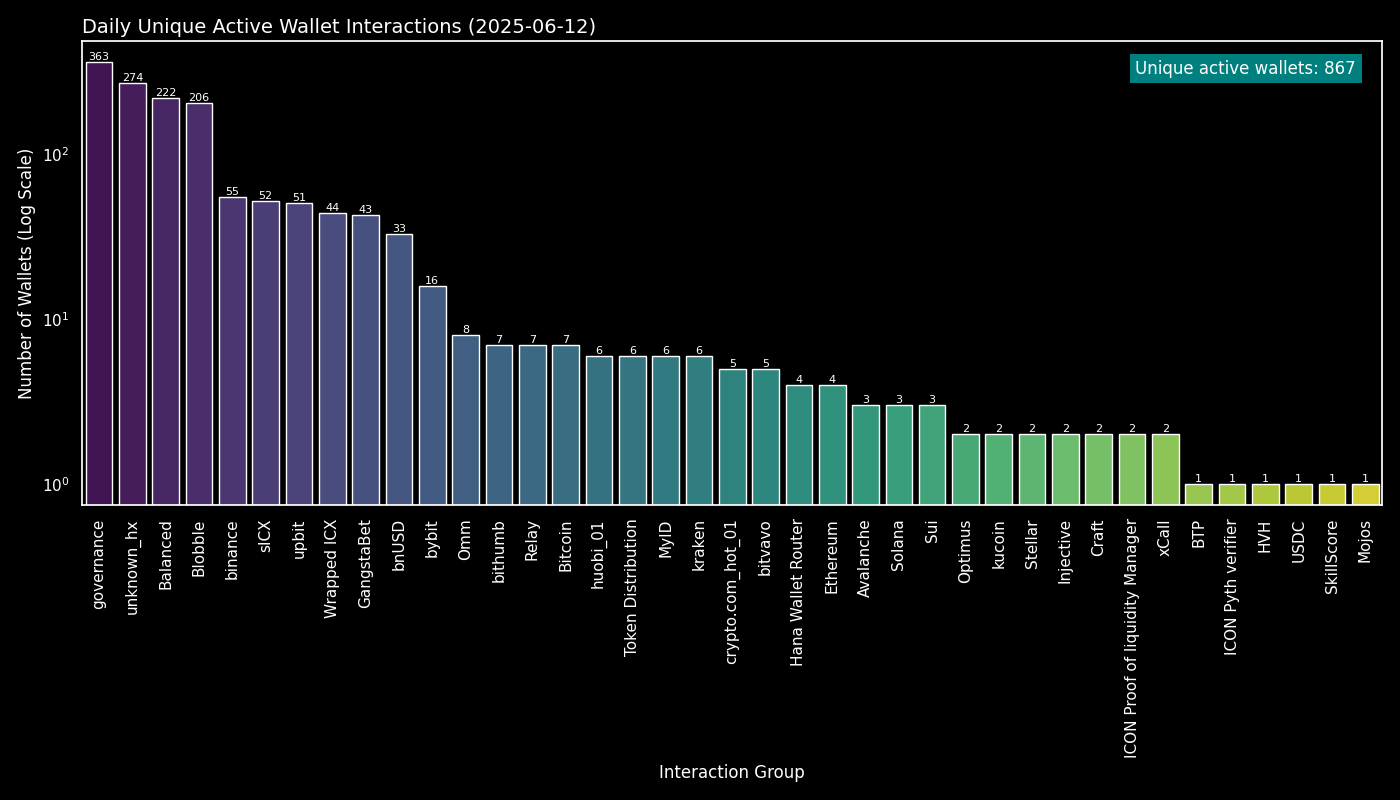 Daily Unique Active Wallet Interactions (2025-06-12)
Unique active wallets: 867
Number of Wallets (Log Scale)
10²
10¹
10⁰
363
274
222
206
55
52
51
44
43
33
16
8
7
7
7
6
6
6
6
5
5
4
4
3
3
3
2
2
2
2
2
2
2
1
1
1
1
1
1
governance
unknown_hx
Balanced
Blobble
binance
sICX
upbit
Wrapped ICX
GangstaBet
bnUSD
bybit
Omm
bithumb
Relay
Bitcoin
huobi_01
Token Distribution
MyID
kraken
crypto.com_hot_01
bitvavo
Hana Wallet Router
Ethereum
Avalanche
Solana
Sui
Optimus
kucoin
Stellar
Injective
Craft
ICON Proof of liquidity Manager
xCall
BTP
ICON Pyth verifier
HVH
USDC
SkillScore
Mojos
Interaction Group